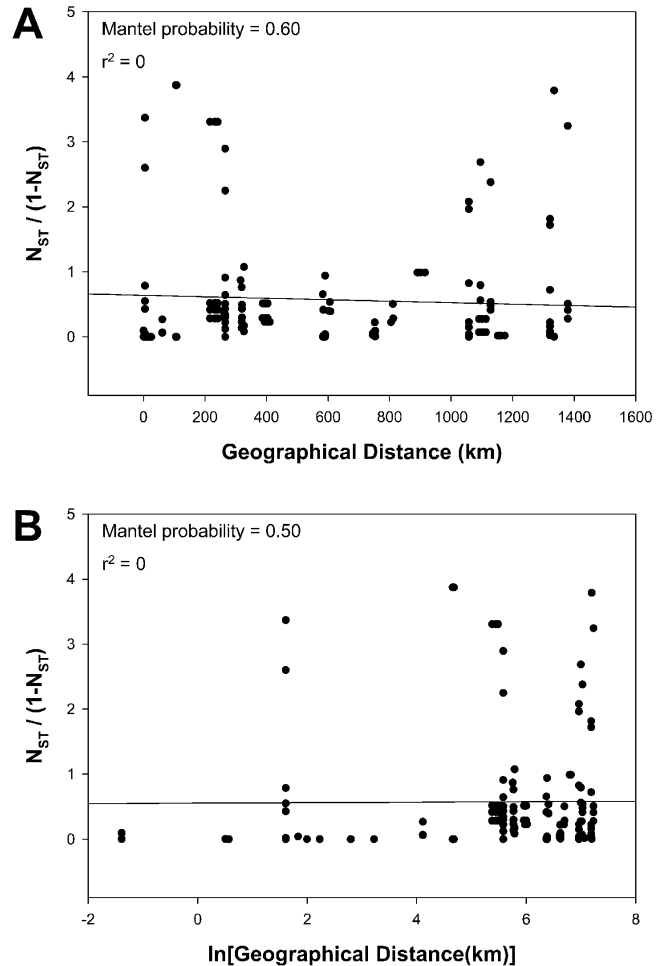 A
Mantel probability = 0.60
r² = 0
5
4
3
2
1
0
N_ST / (1-N_ST)
0 200 400 600 800 1000 1200 1400 1600
Geographical Distance (km)
B
Mantel probability = 0.50
r² = 0
5
4
3
2
1
0
N_ST / (1-N_ST)
-2 0 2 4 6 8
ln[Geographical Distance(km)]